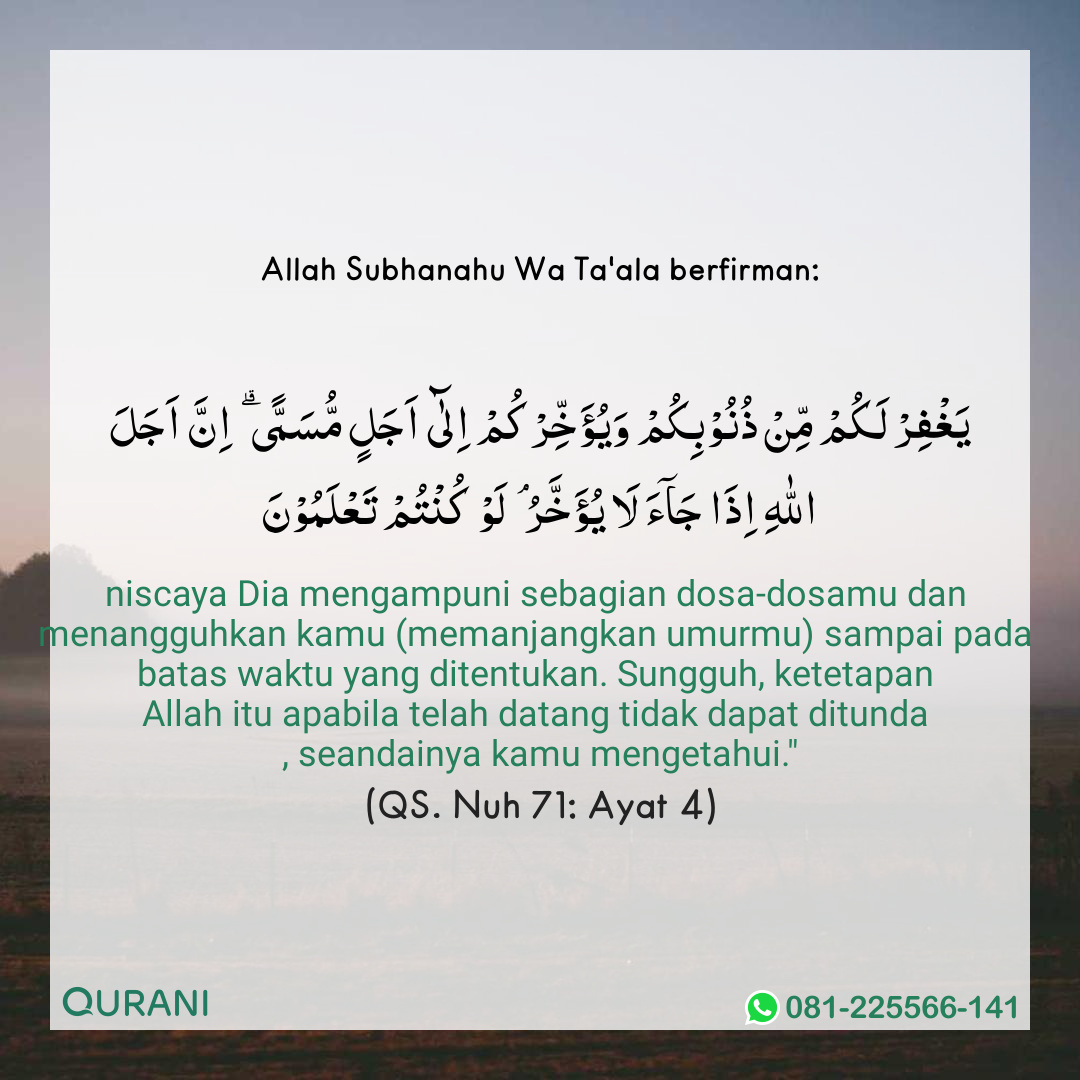 Allah Subhanahu Wa Ta'ala berfirman:
يَغْفِرْ لَكُمْ مِّنْ ذُنُوْبِكُمْ وَيُؤَخِّرْكُمْ اِلٰٓى اَجَلٍ مُّسَمًّى ۗ اِنَّ اَجَلَ
اللّٰهِ اِذَا جَآءَ لَا يُؤَخَّرُ ۘ لَوْ كُنْتُمْ تَعْلَمُوْنَ
niscaya Dia mengampuni sebagian dosa-dosamu dan
menangguhkan kamu (memanjangkan umurmu) sampai pada
batas waktu yang ditentukan. Sungguh, ketetapan
Allah itu apabila telah datang tidak dapat ditunda
, seandainya kamu mengetahui."
(QS. Nuh 71: Ayat 4)
QURANI
081-225566-141